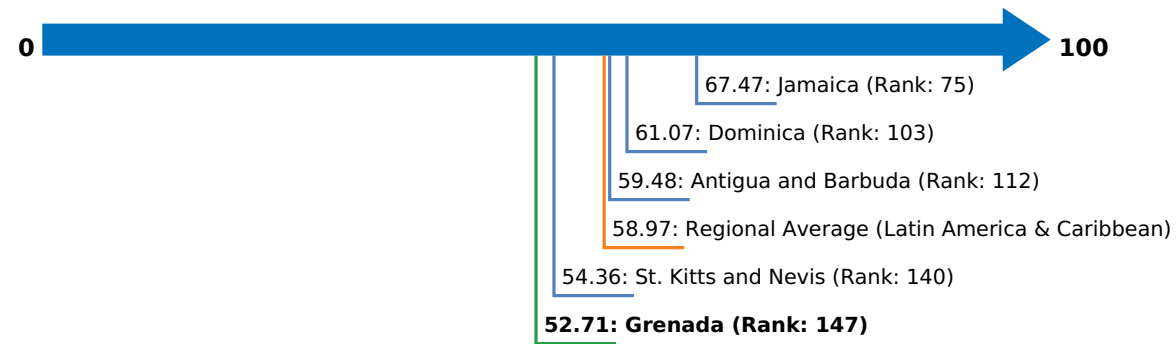 0
100
67.47: Jamaica (Rank: 75)
61.07: Dominica (Rank: 103)
59.48: Antigua and Barbuda (Rank: 112)
58.97: Regional Average (Latin America & Caribbean)
54.36: St. Kitts and Nevis (Rank: 140)
52.71: Grenada (Rank: 147)